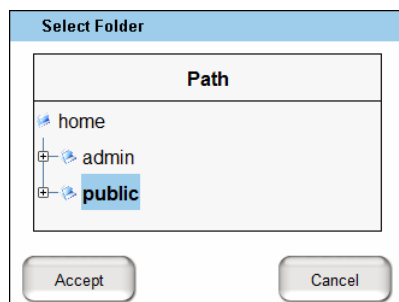 Select Folder
Path
home
admin
public
Accept Cancel